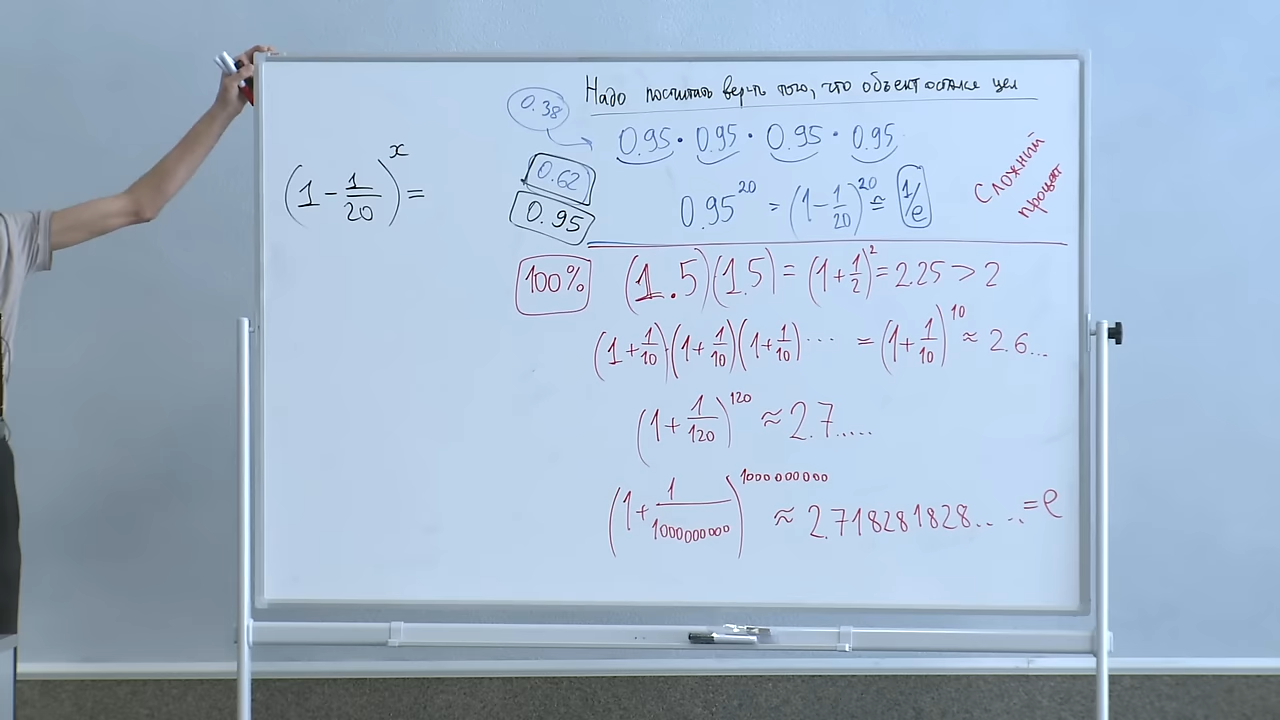 Надо посчитать вер-ть того, что объект остался цел
0.38
0.95 · 0.95 · 0.95 · 0.95
0.62
0.95
0.95^20 = (1 - 1/20)^20 ≈ 1/e
Сложный
процент
(1 - 1/20)^x =
100%
(1.5)(1.5) = (1 + 1/2)^2 = 2.25 > 2
(1 + 1/10)·(1 + 1/10)(1 + 1/10)... = (1 + 1/10)^10 ≈ 2.6...
(1 + 1/120)^120 ≈ 2.7.....
(1 + 1/1000000000)^1000000000 ≈ 2.718281828..... = e